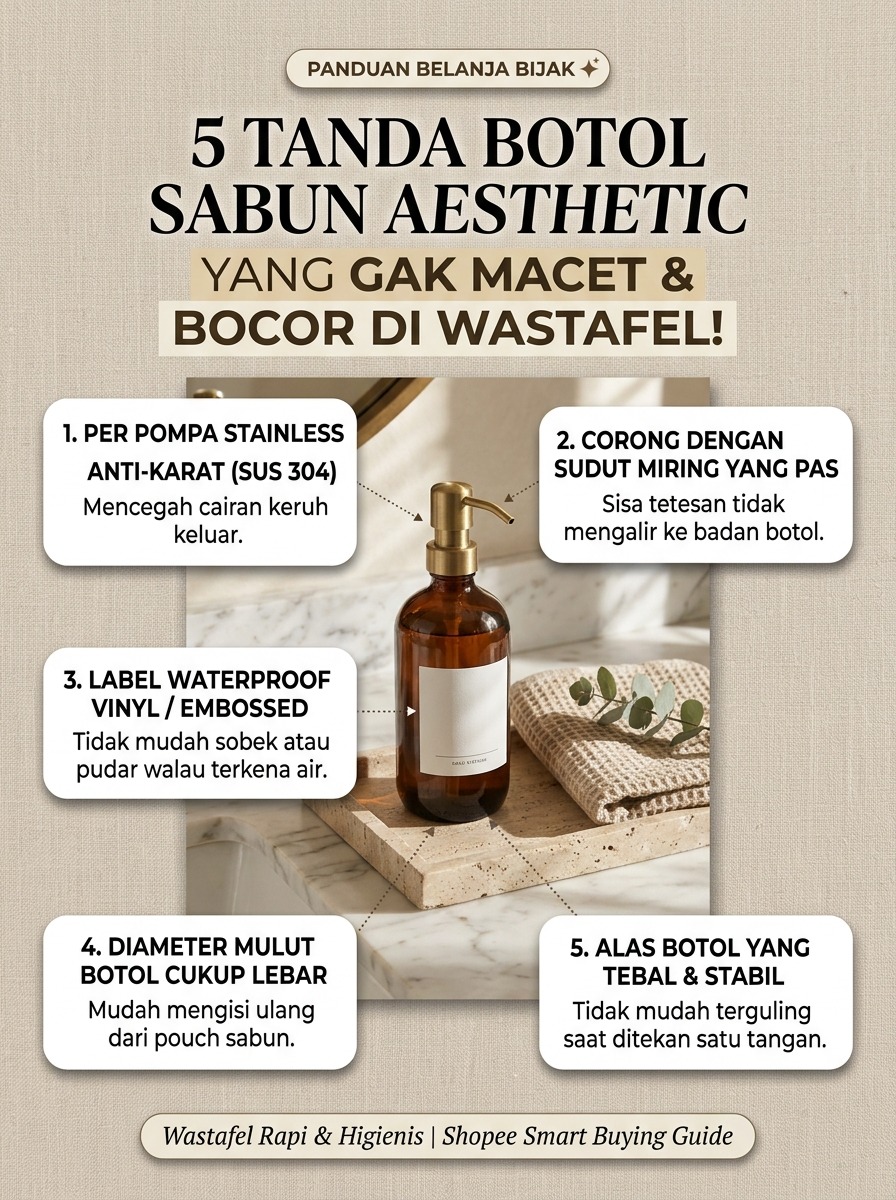 PANDUAN BELANJA BIJAK
5 TANDA BOTOL
SABUN AESTHETIC
YANG GAK MACET &
BOCOR DI WASTAFEL!
1. PER POMPA STAINLESS
ANTI-KARAT (SUS 304)
Mencegah cairan keruh
keluar.
2. CORONG DENGAN
SUDUT MIRING YANG PAS
Sisa tetesan tidak
mengalir ke badan botol.
3. LABEL WATERPROOF
VINYL / EMBOSSED
Tidak mudah sobek atau
pudar walau terkena air.
4. DIAMETER MULUT
BOTOL CUKUP LEBAR
Mudah mengisi ulang
dari pouch sabun.
5. ALAS BOTOL YANG
TEBAL & STABIL
Tidak mudah terguling
saat ditekan satu tangan.
Wastafel Rapi & Higienis | Shopee Smart Buying Guide